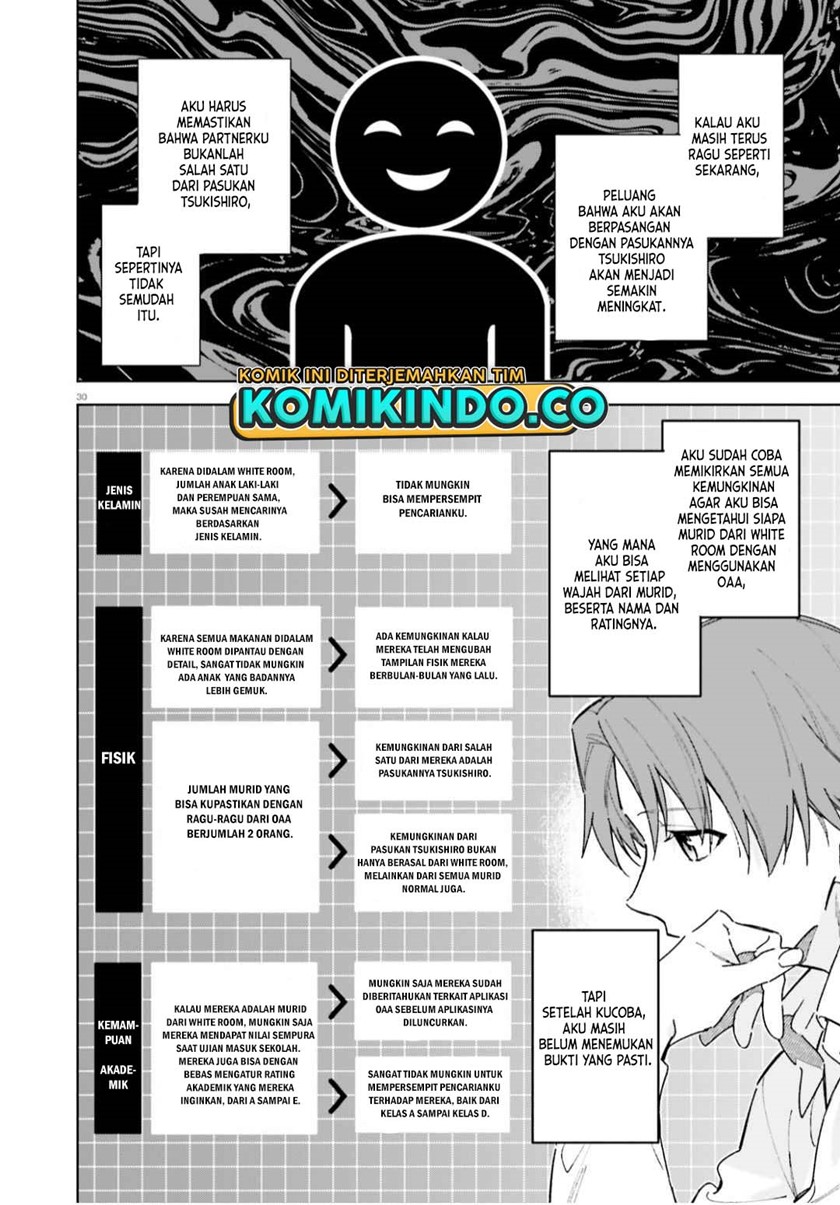 KALAU AKU
MASIH TERUS
RAGU SEPERTI
SEKARANG,
PELUANG
BAHWA AKU AKAN
BERPASANGAN
DENGAN PASUKANNYA
TSUKISHIRO
AKAN MENJADI
SEMAKIN
MENINGKAT.
AKU HARUS
MEMASTIKAN
BAHWA PARTNERKU
BUKANLAH
SALAH SATU
DARI PASUKAN
TSUKISHIRO,
TAPI
SEPERTINYA
TIDAK
SEMUDAH
ITU.
30
KOMIK INI DITERJEMAHKAN TIM
KOMIKINDO.CO
AKU SUDAH COBA
MEMIKIRKAN SEMUA
KEMUNGKINAN
AGAR AKU BISA
MENGETAHUI SIAPA
MURID DARI WHITE
ROOM DENGAN
MENGGUNAKAN
OAA,
YANG MANA
AKU BISA
MELIHAT SETIAP
WAJAH DARI MURID,
BESERTA NAMA DAN
RATINGNYA.
JENIS
KELAMIN
KARENA DIDALAM WHITE ROOM,
JUMLAH ANAK LAKI-LAKI
DAN PEREMPUAN SAMA,
MAKA SUSAH MENCARINYA
BERDASARKAN
JENIS KELAMIN.
TIDAK MUNGKIN
BISA MEMPERSEMPIT
PENCARIANKU.
FISIK
KARENA SEMUA MAKANAN DIDALAM
WHITE ROOM DIPANTAU DENGAN
DETAIL, SANGAT TIDAK MUNGKIN
ADA ANAK YANG BADANNYA
LEBIH GEMUK.
ADA KEMUNGKINAN KALAU
MEREKA TELAH MENGUBAH
TAMPILAN FISIK MEREKA
BERBULAN-BULAN YANG LALU.
JUMLAH MURID YANG
BISA KUPASTIKAN DENGAN
RAGU-RAGU DARI OAA
BERJUMLAH 2 ORANG.
KEMUNGKINAN DARI SALAH
SATU DARI MEREKA ADALAH
PASUKANNYA TSUKISHIRO.
KEMUNGKINAN DARI
PASUKAN TSUKISHIRO BUKAN
HANYA BERASAL DARI WHITE ROOM,
MELAINKAN DARI SEMUA MURID
NORMAL JUGA.
KEMAM-
PUAN
AKADE-
MIK
KALAU MEREKA ADALAH MURID
DARI WHITE ROOM, MUNGKIN SAJA
MEREKA MENDAPAT NILAI SEMPURA
SAAT UJIAN MASUK SEKOLAH.
MEREKA JUGA BISA DENGAN
BEBAS MENGATUR RATING
AKADEMIK YANG MEREKA
INGINKAN, DARI A SAMPAI E.
MUNGKIN SAJA MEREKA SUDAH
DIBERITAHUKAN TERKAIT APLIKASI
OAA SEBELUM APLIKASINYA
DILUNCURKAN.
SANGAT TIDAK MUNGKIN UNTUK
MEMPERSEMPIT PENCARIANKU
TERHADAP MEREKA, BAIK DARI
KELAS A SAMPAI KELAS D.
TAPI
SETELAH KUCOBA,
AKU MASIH
BELUM MENEMUKAN
BUKTI YANG PASTI.